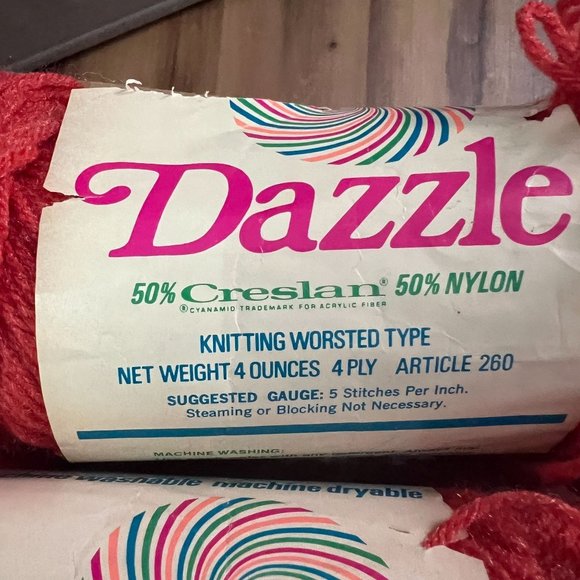 Dazzle
50% Creslan® 50% NYLON
®CYANAMID TRADEMARK FOR ACRYLIC FIBER
KNITTING WORSTED TYPE
NET WEIGHT 4 OUNCES 4 PLY ARTICLE 260
SUGGESTED GAUGE: 5 Stitches Per Inch.
Steaming or Blocking Not Necessary.
MACHINE WASHING:
washable machine dryable